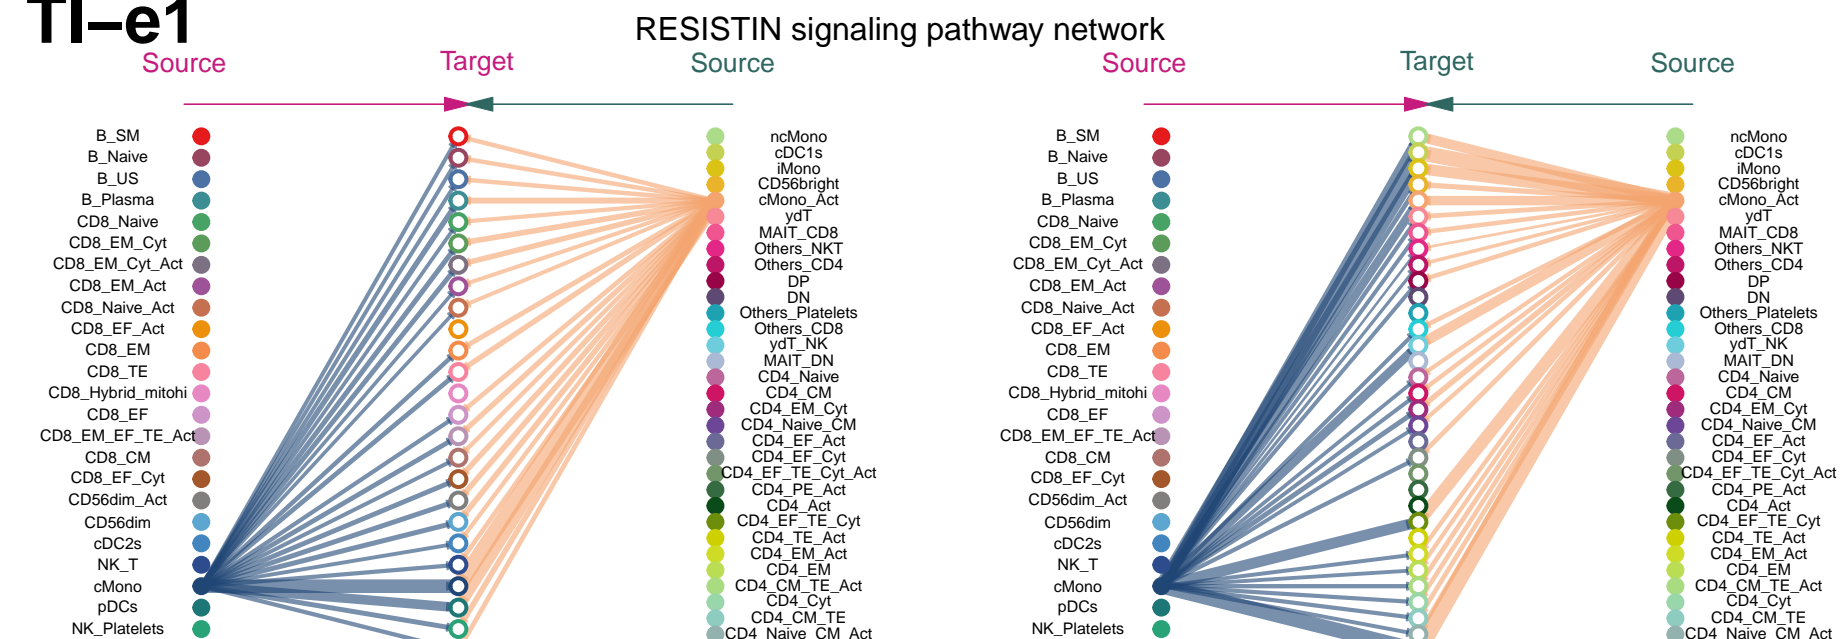 TI–e1
RESISTIN signaling pathway network
Source
Target
Source
B_SM
B_Naive
B_US
B_Plasma
CD8_Naive
CD8_EM_Cyt
CD8_EM_Cyt_Act
CD8_EM_Act
CD8_Naive_Act
CD8_EF_Act
CD8_EM
CD8_TE
CD8_Hybrid_mitohi
CD8_EF
CD8_EM_EF_TE_Act
CD8_CM
CD8_EF_Cyt
CD56dim_Act
CD56dim
cDC2s
NK_T
cMono
pDCs
NK_Platelets
ncMono
cDC1s
iMono
CD56bright
cMono_Act
ydT
MAIT_CD8
Others_NKT
Others_CD4
DP
DN
Others_Platelets
Others_CD8
ydT_NK
MAIT_DN
CD4_Naive
CD4_CM
CD4_EM_Cyt
CD4_Naive_CM
CD4_EF_Act
CD4_EF_Cyt
CD4_EF_TE_Cyt_Act
CD4_PE_Act
CD4_Act
CD4_EF_TE_Cyt
CD4_TE_Act
CD4_EM_Act
CD4_EM
CD4_CM_TE_Act
CD4_Cyt
CD4_CM_TE
CD4_Naive_CM_Act
Source
Target
Source
B_SM
B_Naive
B_US
B_Plasma
CD8_Naive
CD8_EM_Cyt
CD8_EM_Cyt_Act
CD8_EM_Act
CD8_Naive_Act
CD8_EF_Act
CD8_EM
CD8_TE
CD8_Hybrid_mitohi
CD8_EF
CD8_EM_EF_TE_Act
CD8_CM
CD8_EF_Cyt
CD56dim_Act
CD56dim
cDC2s
NK_T
cMono
pDCs
NK_Platelets
ncMono
cDC1s
iMono
CD56bright
cMono_Act
ydT
MAIT_CD8
Others_NKT
Others_CD4
DP
DN
Others_Platelets
Others_CD8
ydT_NK
MAIT_DN
CD4_Naive
CD4_CM
CD4_EM_Cyt
CD4_Naive_CM
CD4_EF_Act
CD4_EF_Cyt
CD4_EF_TE_Cyt_Act
CD4_PE_Act
CD4_Act
CD4_EF_TE_Cyt
CD4_TE_Act
CD4_EM_Act
CD4_EM
CD4_CM_TE_Act
CD4_Cyt
CD4_CM_TE
CD4_Naive_CM_Act